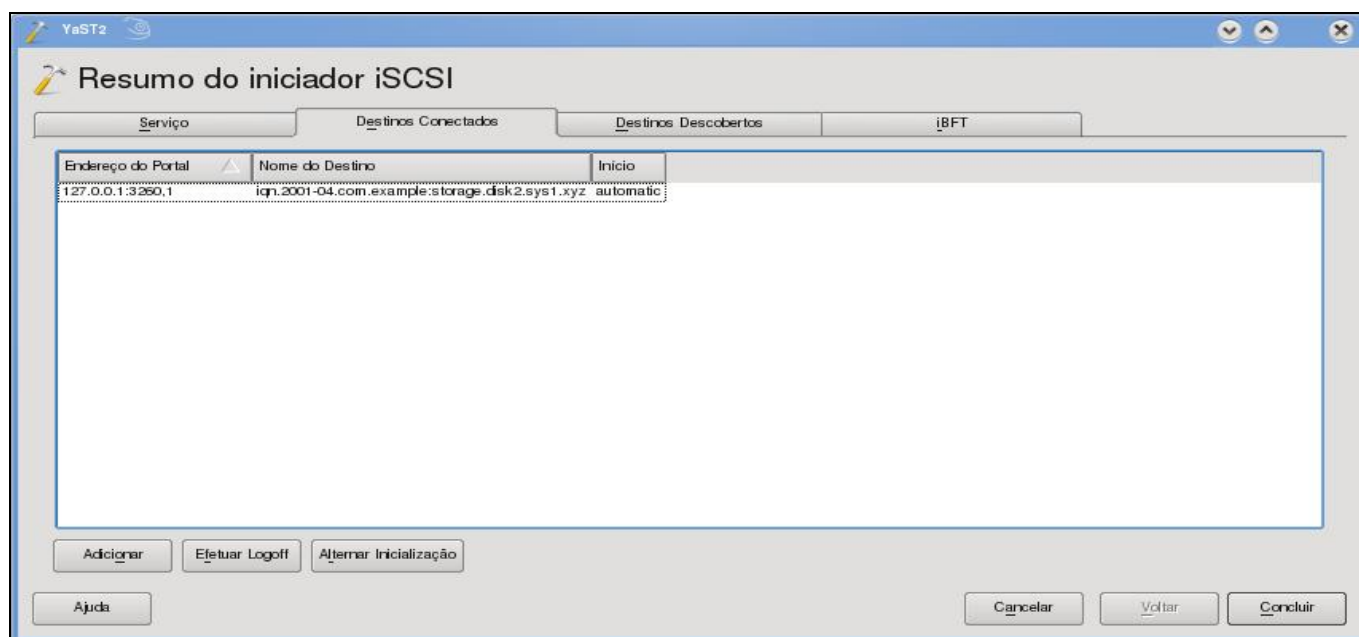 YaST2
Resumo do iniciador iSCSI
Serviço
Destinos Conectados
Destinos Descobertos
iBFT
Endereço do Portal
Nome do Destino
Início
127.0.0.1:3260,1
iqn.2001-04.com.example:storage.disk2.sys1.xyz
automatic
Adicionar
Efetuar Logoff
Alternar Inicialização
Ajuda
Cancelar
Voltar
Concluir